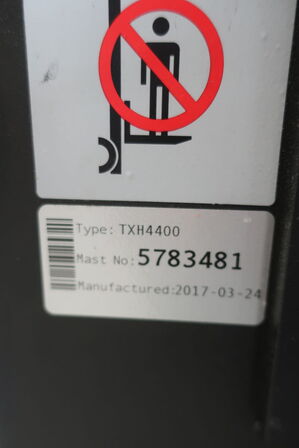 Type: TXH4400
Mast No: 5783481
Manufactured:2017-03-24